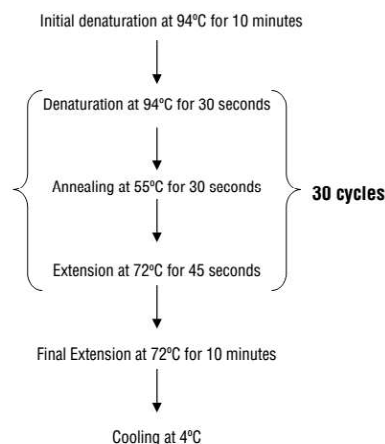 Initial denaturation at 94ºC for 10 minutes
Denaturation at 94ºC for 30 seconds
Annealing at 55ºC for 30 seconds
30 cycles
Extension at 72ºC for 45 seconds
Final Extension at 72ºC for 10 minutes
Cooling at 4ºC